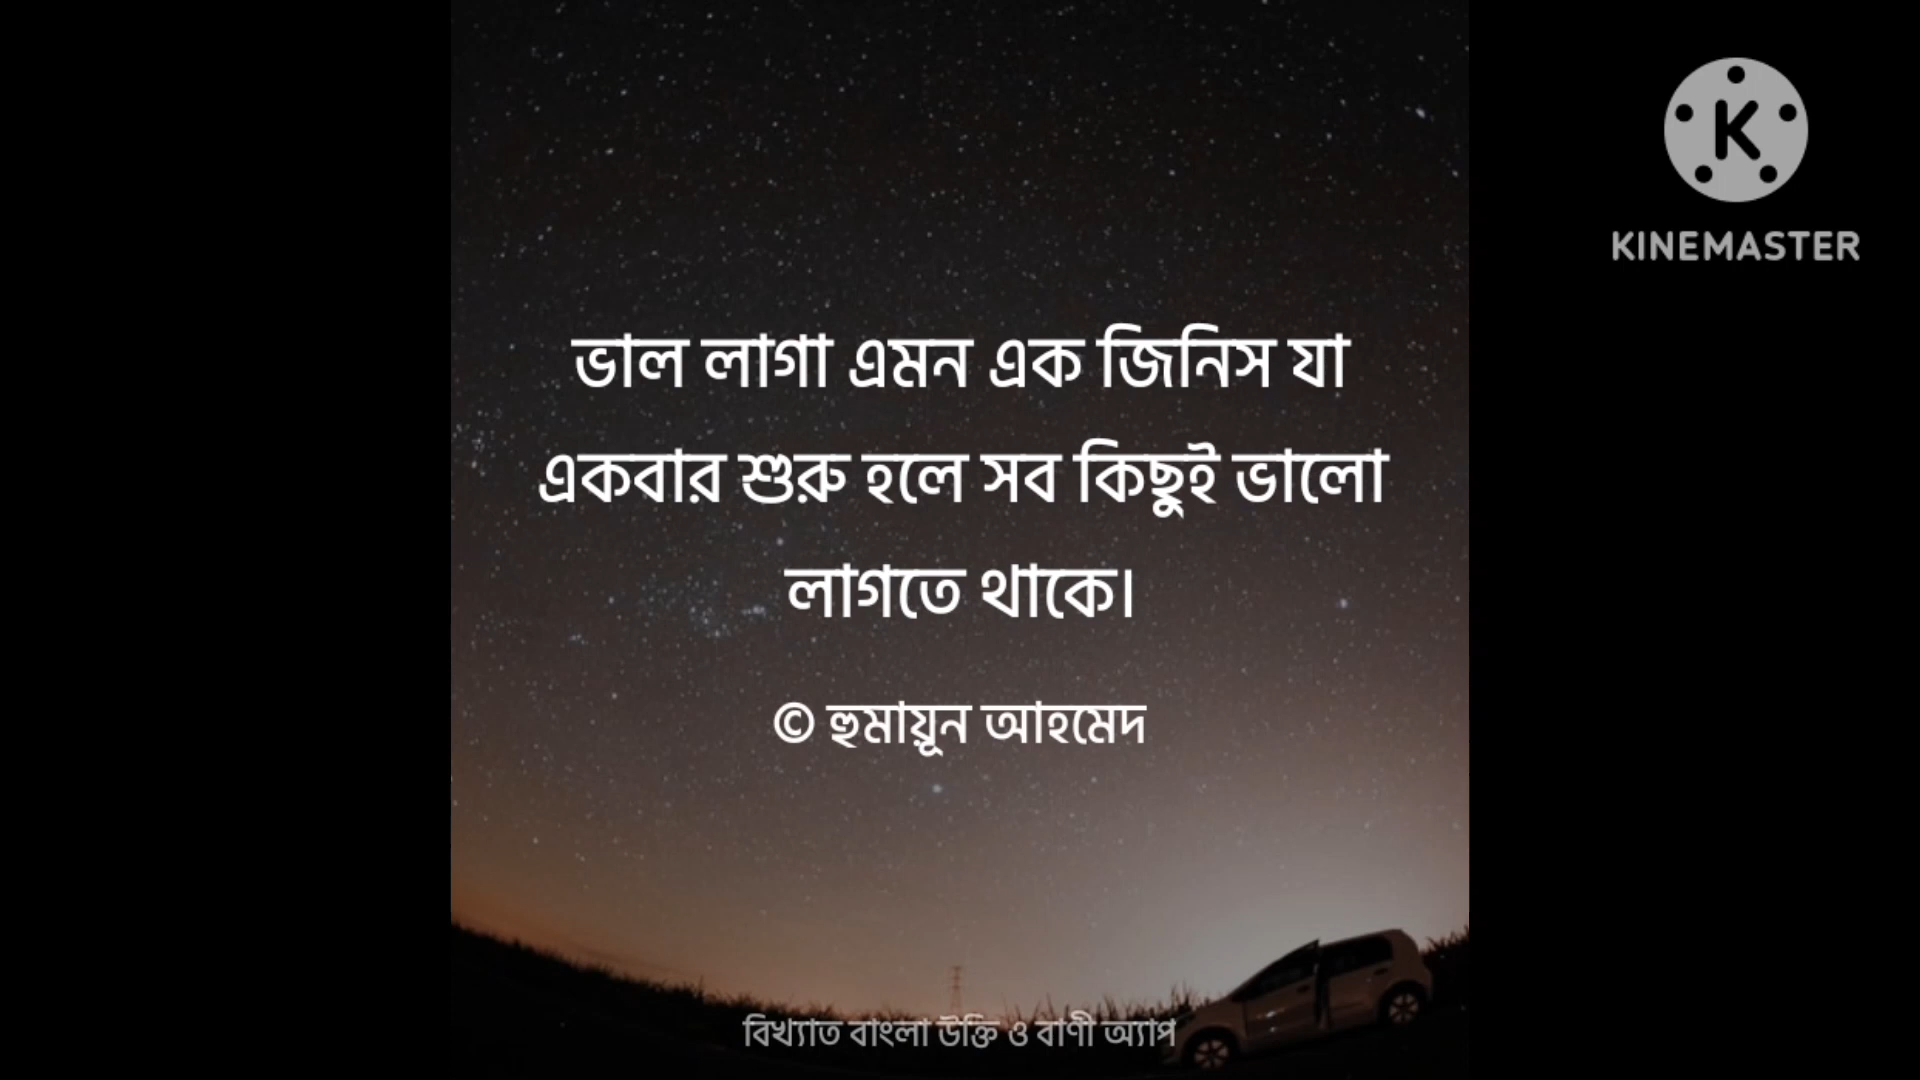 KINEMASTER
ভাল লাগা এমন এক জিনিস যা
একবার শুরু হলে সব কিছুই ভালো
লাগতে থাকে।
© হুমায়ূন আহমেদ
বিখ্যাত বাংলা উক্তি ও বাণী অ্যাপ